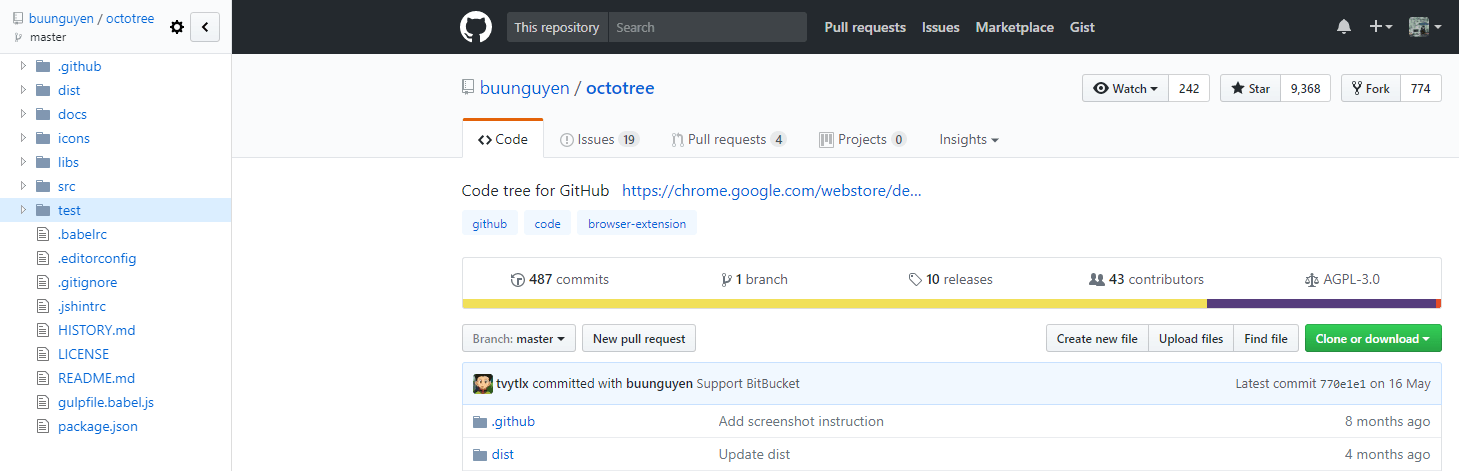 buunguyen / octotree
master
.github
dist
docs
icons
libs
src
test
.babelrc
.editorconfig
.gitignore
.jshintrc
HISTORY.md
LICENSE
README.md
gulpfile.babel.js
package.json
This repository Search Pull requests Issues Marketplace Gist
buunguyen / octotree Watch 242 Star 9,368 Fork 774
Code Issues 19 Pull requests 4 Projects 0 Insights
Code tree for GitHub https://chrome.google.com/webstore/de...
github code browser-extension
487 commits 1 branch 10 releases 43 contributors AGPL-3.0
Branch: master New pull request Create new file Upload files Find file Clone or download
tvytlx committed with buunguyen Support BitBucket Latest commit 770e1e1 on 16 May
.github Add screenshot instruction 8 months ago
dist Update dist 4 months ago